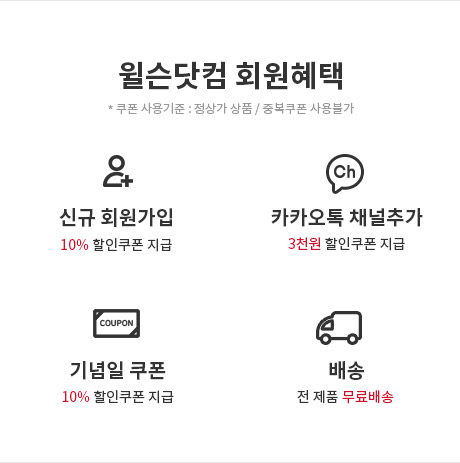 윌슨닷컴 회원혜택
* 쿠폰 사용기준 : 정상가 상품 / 중복쿠폰 사용불가
Ch
신규 회원가입
카카오톡 채널추가
10% 할인쿠폰 지급
3천원 할인쿠폰 지급
COUPON
기념일 쿠폰
배송
10% 할인쿠폰 지급
전 제품 무료배송